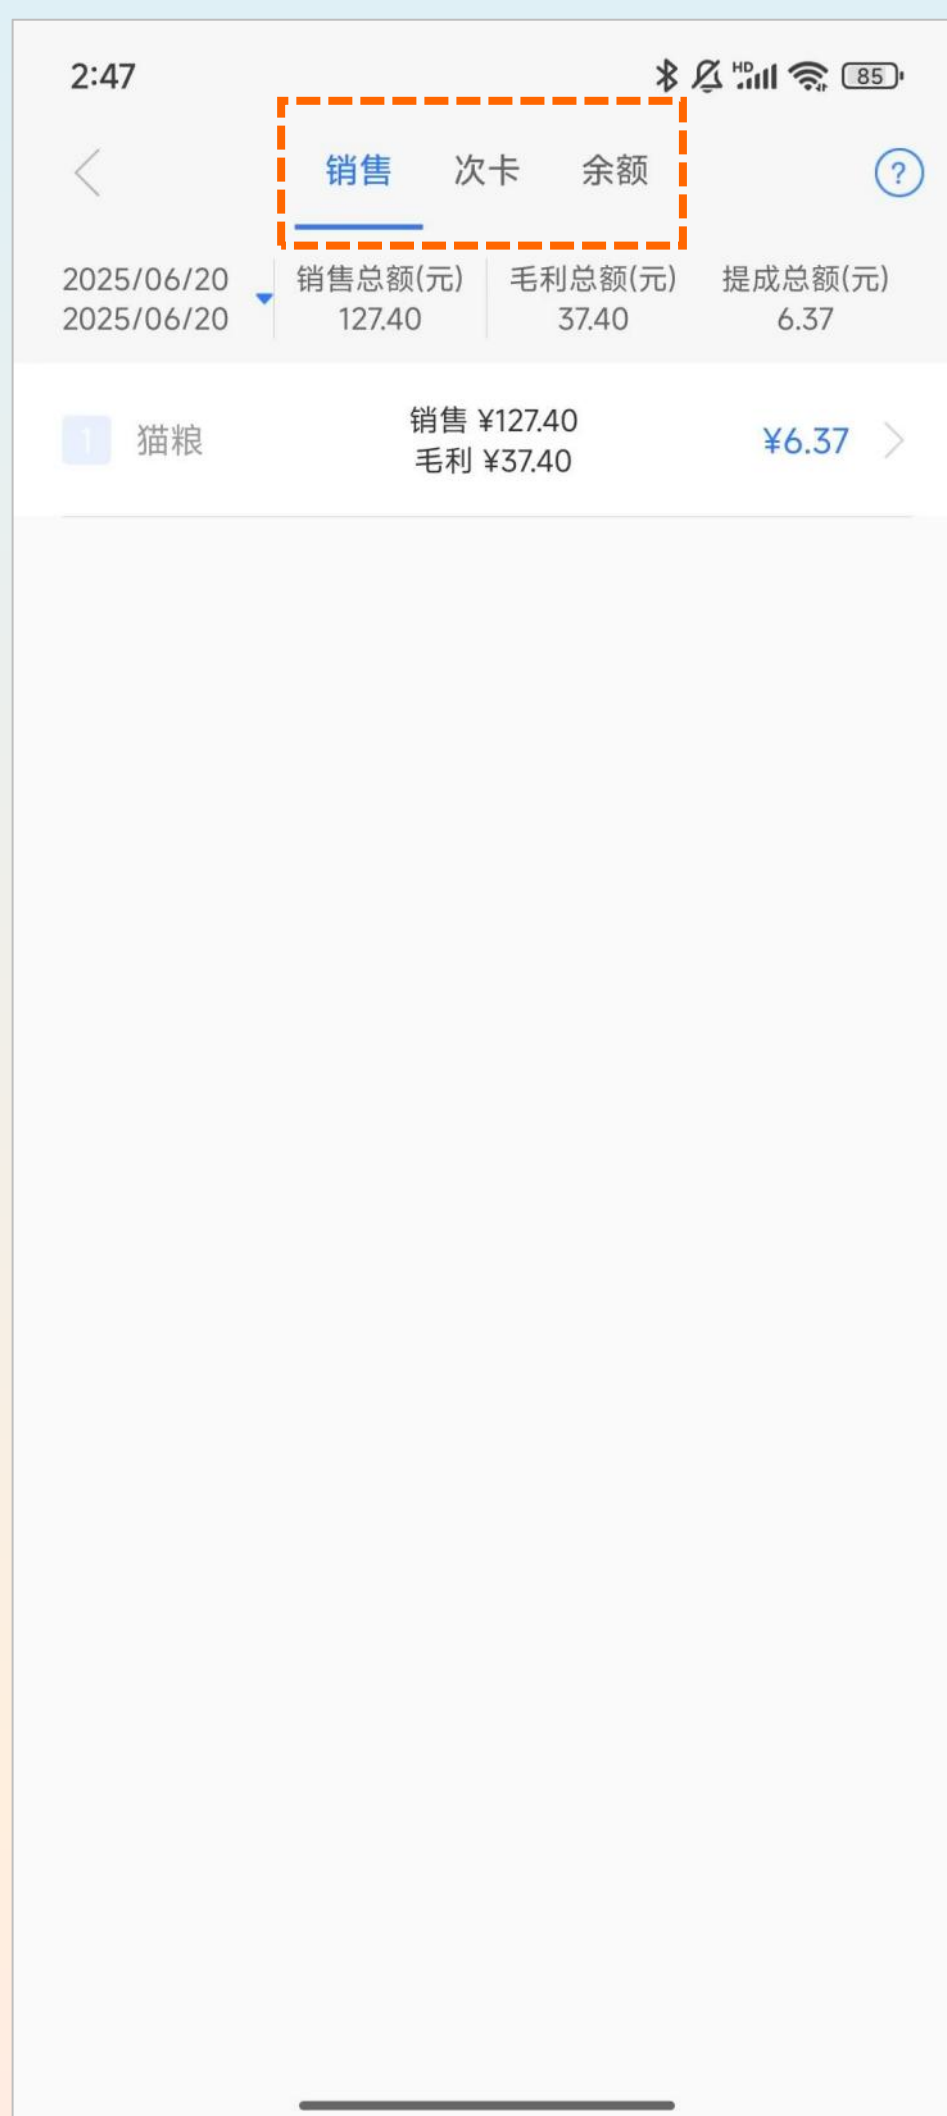 2:47 HD 85
销售 次卡 余额 ?
2025/06/20
2025/06/20
销售总额(元) 毛利总额(元) 提成总额(元)
127.40 37.40 6.37
1 猫粮
销售 ¥127.40
毛利 ¥37.40
¥6.37